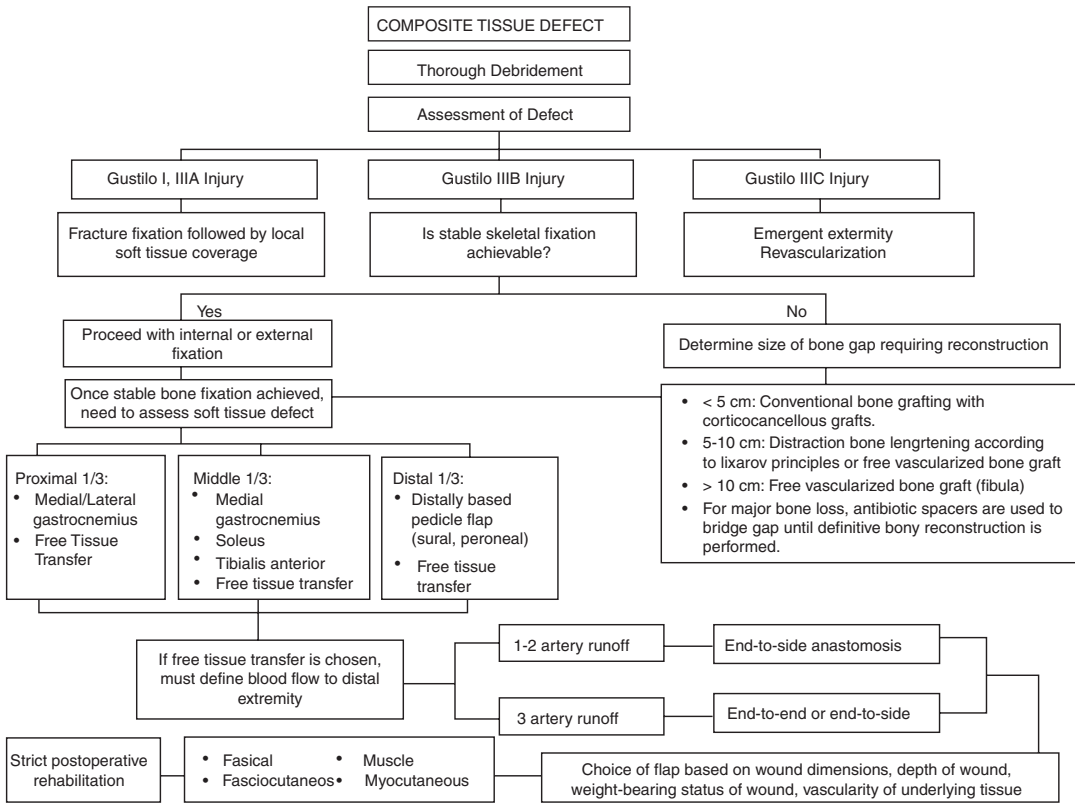 COMPOSITE TISSUE DEFECT
Thorough Debridement
Assessment of Defect
Gustilo I, IIIA Injury
Gustilo IIIB Injury
Gustilo IIIC Injury
Fracture fixation followed by local
soft tissue coverage
Is stable skeletal fixation
achievable?
Emergent extermity
Revascularization
Yes
No
Proceed with internal or external
fixation
Determine size of bone gap requiring reconstruction
Once stable bone fixation achieved,
need to assess soft tissue defect
• < 5 cm: Conventional bone grafting with
corticocancellous grafts.
• 5-10 cm: Distraction bone lengrtening according
to lixarov principles or free vascularized bone graft
• > 10 cm: Free vascularized bone graft (fibula)
• For major bone loss, antibiotic spacers are used to
bridge gap until definitive bony reconstruction is
performed.
Proximal 1/3:
• Medial/Lateral
gastrocnemius
• Free Tissue
Transfer
Middle 1/3:
• Medial
gastrocnemius
• Soleus
• Tibialis anterior
• Free tissue transfer
Distal 1/3:
• Distally based
pedicle flap
(sural, peroneal)
• Free tissue
transfer
If free tissue transfer is chosen,
must define blood flow to distal
extremity
1-2 artery runoff
End-to-side anastomosis
3 artery runoff
End-to-end or end-to-side
Strict postoperative
rehabilitation
• Fasical • Muscle
• Fasciocutaneos • Myocutaneous
Choice of flap based on wound dimensions, depth of wound,
weight-bearing status of wound, vascularity of underlying tissue